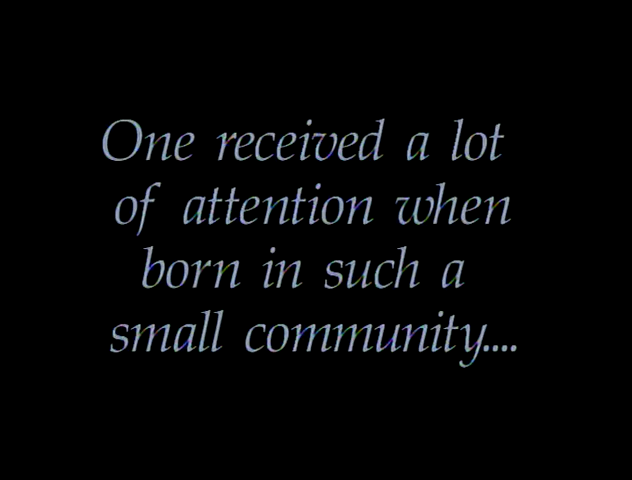 One received a lot
of attention when
born in such a
small community....